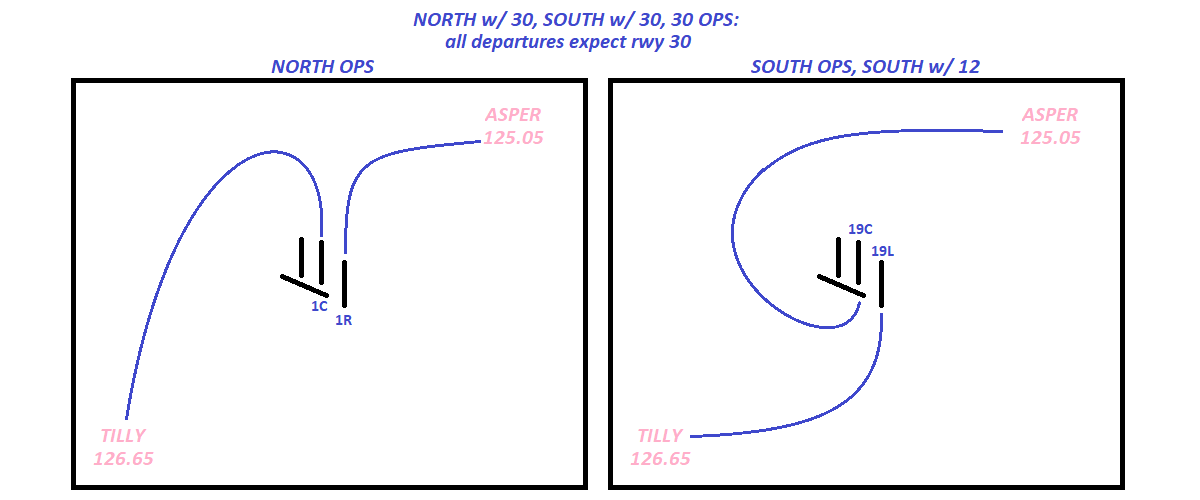 NORTH w/ 30, SOUTH w/ 30, 30 OPS:
all departures expect rwy 30
NORTH OPS
ASPER
125.05
1C
1R
TILLY
126.65
SOUTH OPS, SOUTH w/ 12
ASPER
125.05
19C
19L
TILLY
126.65